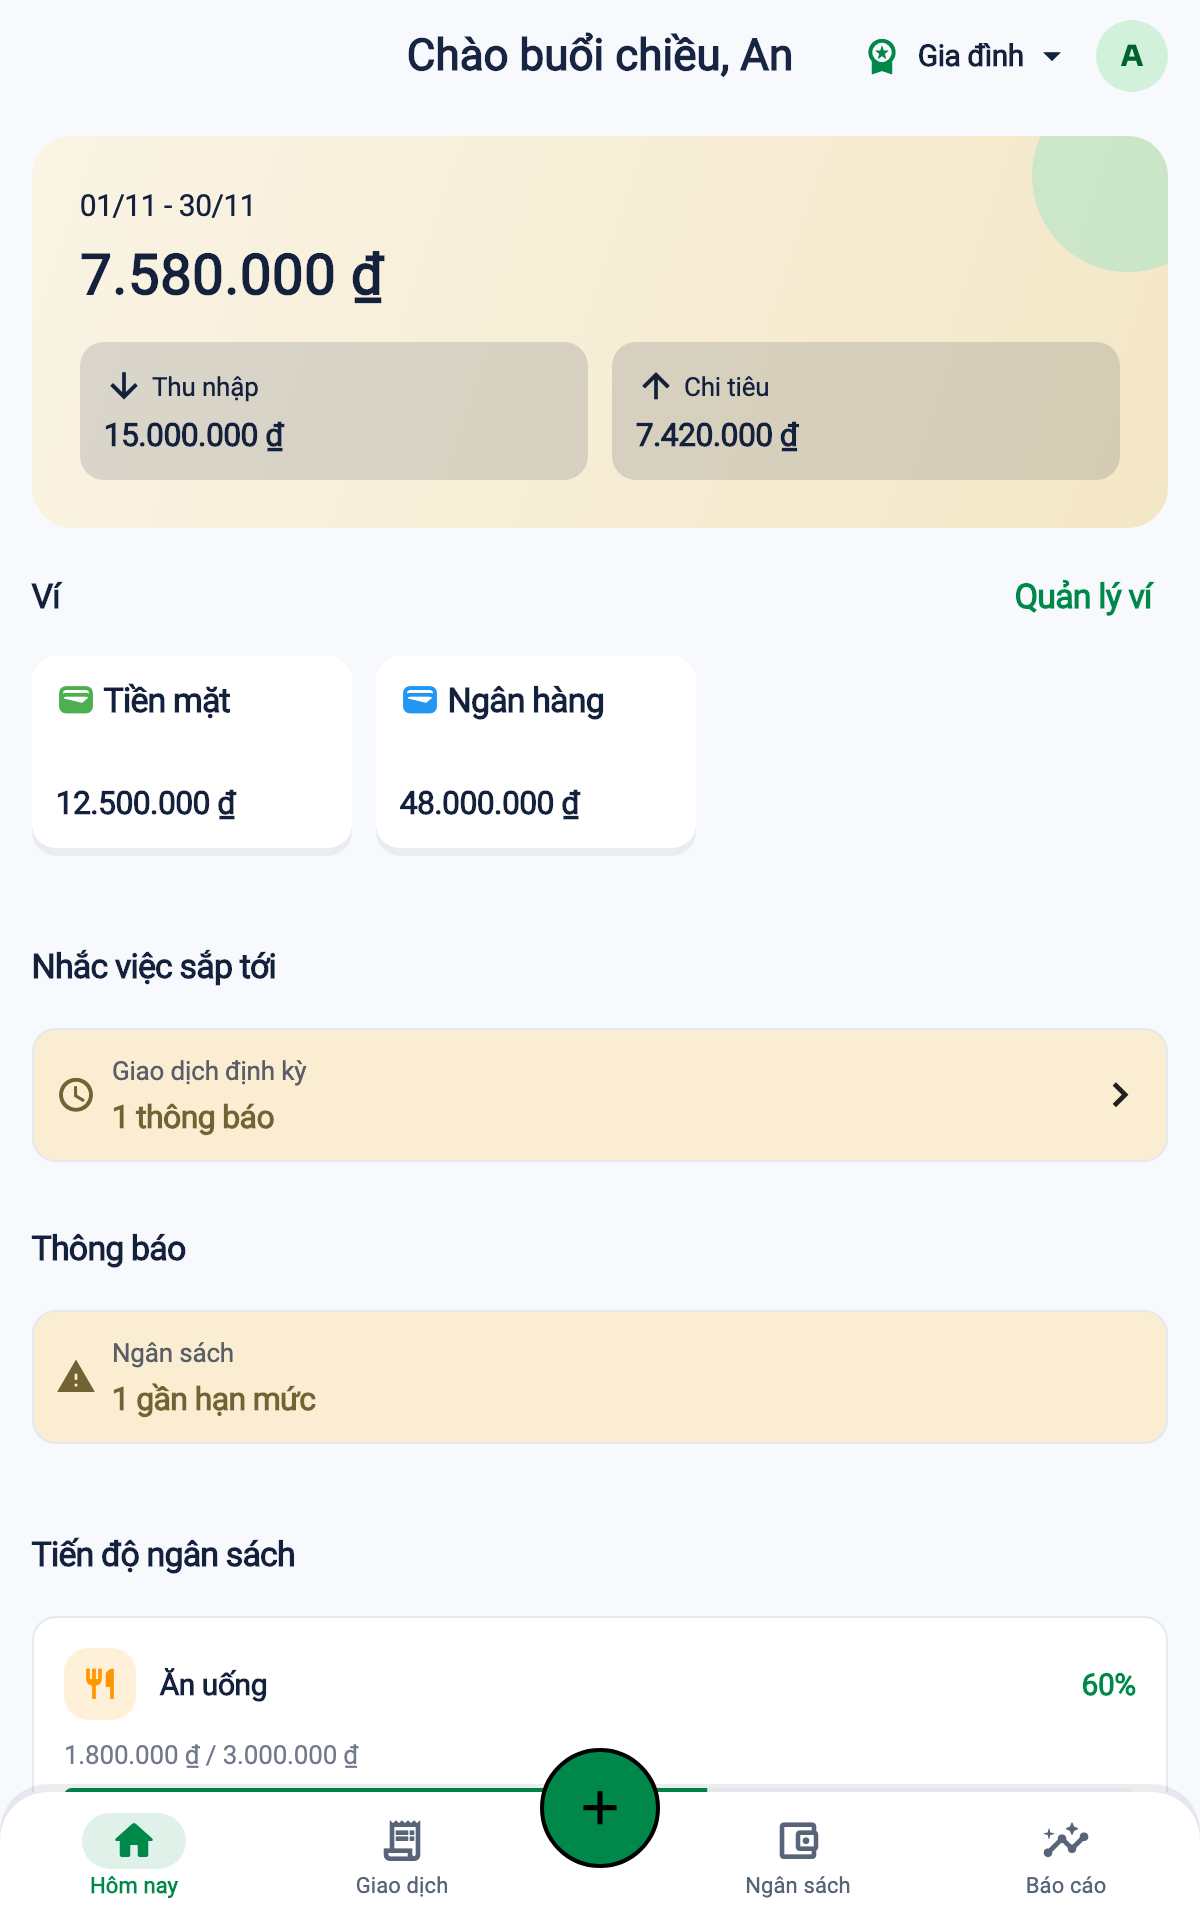 Chào buổi chiều, An
Gia đình
A
01/11 - 30/11
7.580.000 ₫
Thu nhập
15.000.000 ₫
Chi tiêu
7.420.000 ₫
Ví
Quản lý ví
Tiền mặt
12.500.000 ₫
Ngân hàng
48.000.000 ₫
Nhắc việc sắp tới
Giao dịch định kỳ
1 thông báo
Thông báo
Ngân sách
1 gần hạn mức
Tiến độ ngân sách
Ăn uống
60%
1.800.000 ₫ / 3.000.000 ₫
Hôm nay
Giao dịch
Ngân sách
Báo cáo